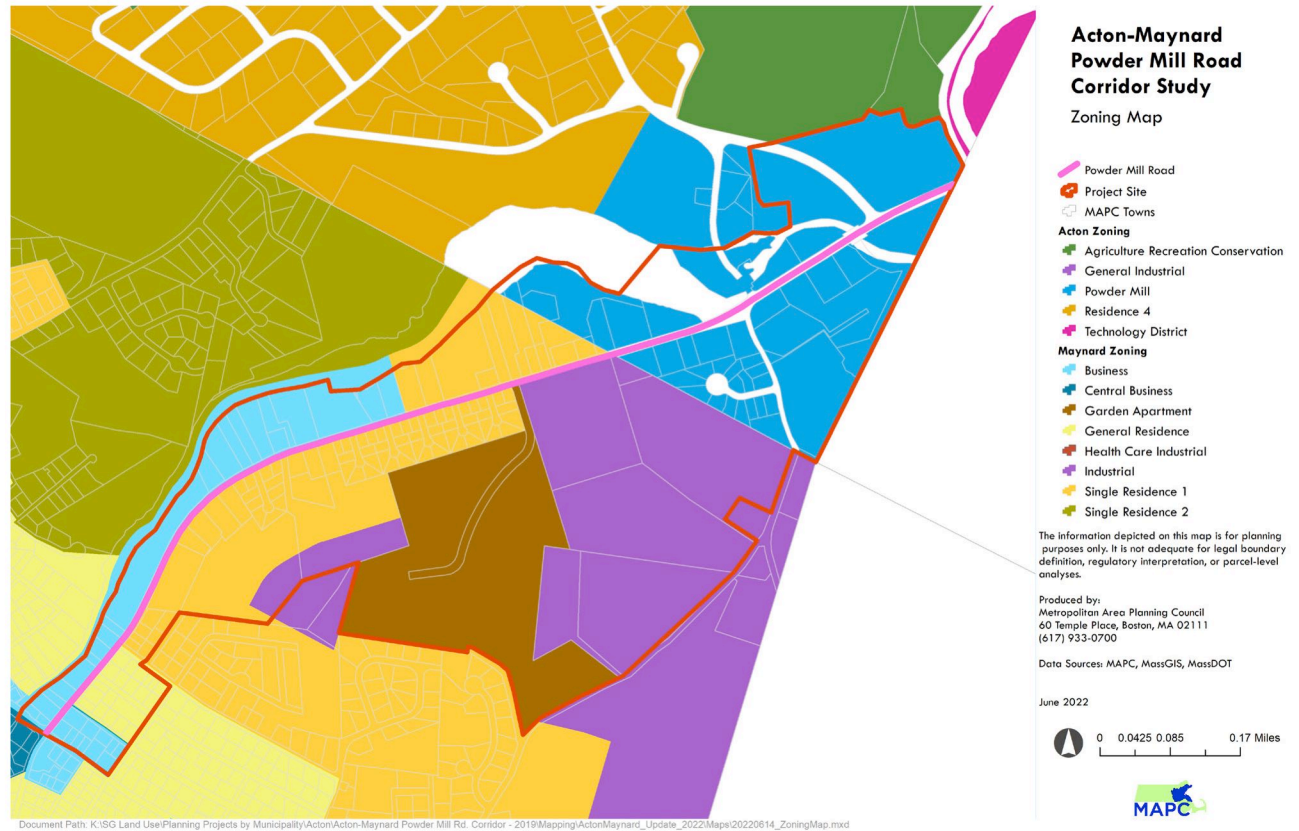 Acton-Maynard
Powder Mill Road
Corridor Study
Zoning Map
Powder Mill Road
Project Site
MAPC Towns
Acton Zoning
Agriculture Recreation Conservation
General Industrial
Powder Mill
Residence 4
Technology District
Maynard Zoning
Business
Central Business
Garden Apartment
General Residence
Health Care Industrial
Industrial
Single Residence 1
Single Residence 2
The information depicted on this map is for planning
purposes only. It is not adequate for legal boundary
definition, regulatory interpretation, or parcel-level
analyses.
Produced by:
Metropolitan Area Planning Council
60 Temple Place, Boston, MA 02111
(617) 933-0700
Data Sources: MAPC, MassGIS, MassDOT
June 2022
0 0.0425 0.085 0.17 Miles
MAPC
Document Path: K:\SG Land Use\Planning Projects by Municipality\Acton\Acton-Maynard Powder Mill Rd. Corridor - 2019\Mapping\ActonMaynard_Update_2022\Maps\20220614_ZoningMap.mxd